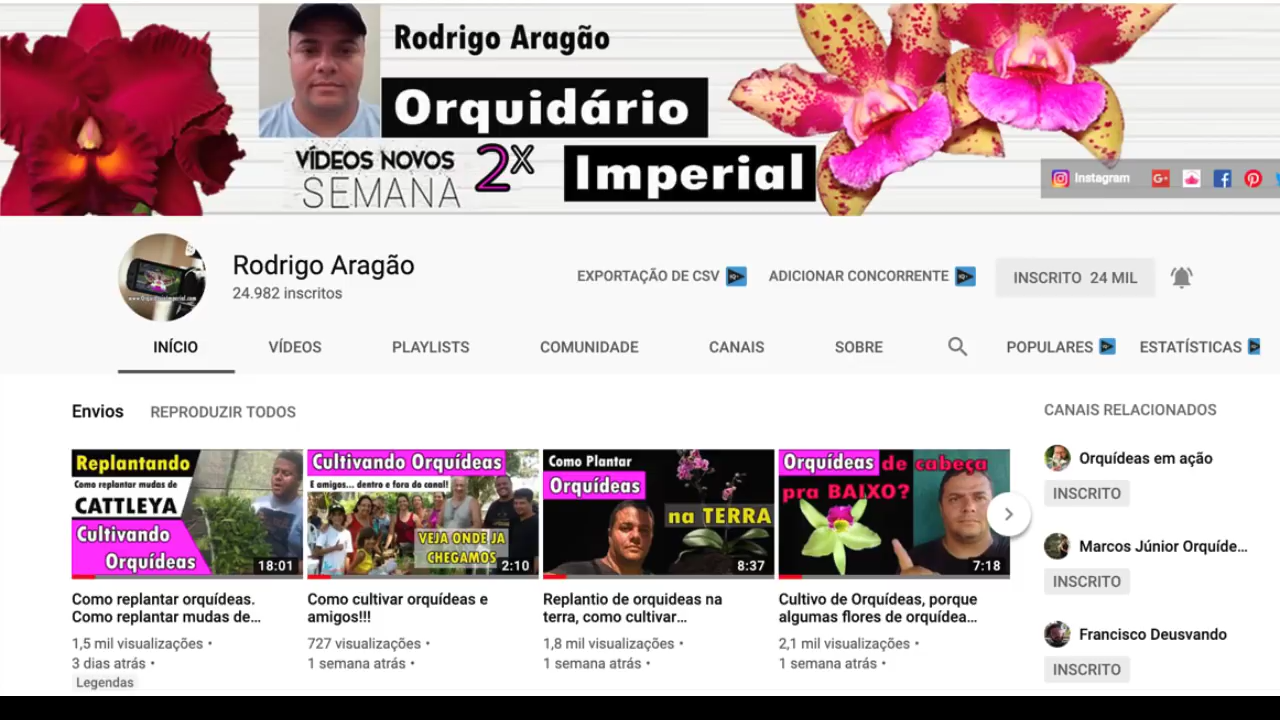 Rodrigo Aragão
Orquidário
VÍDEOS NOVOS 2X
SEMANA
Imperial
Instagram
Rodrigo Aragão
24.982 inscritos
EXPORTAÇÃO DE CSV
ADICIONAR CONCORRENTE
INSCRITO 24 MIL
INÍCIO
VÍDEOS
PLAYLISTS
COMUNIDADE
CANAIS
SOBRE
POPULARES
ESTATÍSTICAS
Envios
REPRODUZIR TODOS
Replantando
Como replantar mudas de
CATTLEYA
Cultivando
Orquídeas
18:01
Como replantar orquídeas.
Como replantar mudas de…
1,5 mil visualizações •
3 dias atrás •
Legendas
Cultivando Orquídeas
E amigos... dentro e fora do canal!
VEJA ONDE JA
CHEGAMOS
2:10
Como cultivar orquídeas e
amigos!!!
727 visualizações •
1 semana atrás •
Como Plantar
Orquídeas
na TERRA
8:37
Replantio de orquideas na
terra, como cultivar…
1,8 mil visualizações •
1 semana atrás •
Orquídeas de cabeça
pra BAIXO?
7:18
Cultivo de Orquídeas, porque
algumas flores de orquídea…
2,1 mil visualizações •
1 semana atrás •
CANAIS RELACIONADOS
Orquídeas em ação
INSCRITO
Marcos Júnior Orquíde…
INSCRITO
Francisco Deusvando
INSCRITO